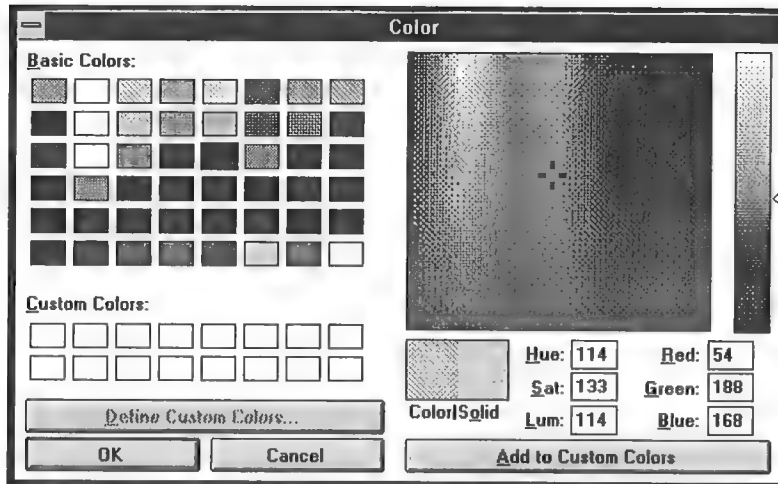 Color
Basic Colors:
Custom Colors:
Define Custom Colors...
OK
Cancel
Color|Solid
Hue: 114
Sat: 133
Lum: 114
Red: 54
Green: 188
Blue: 168
Add to Custom Colors